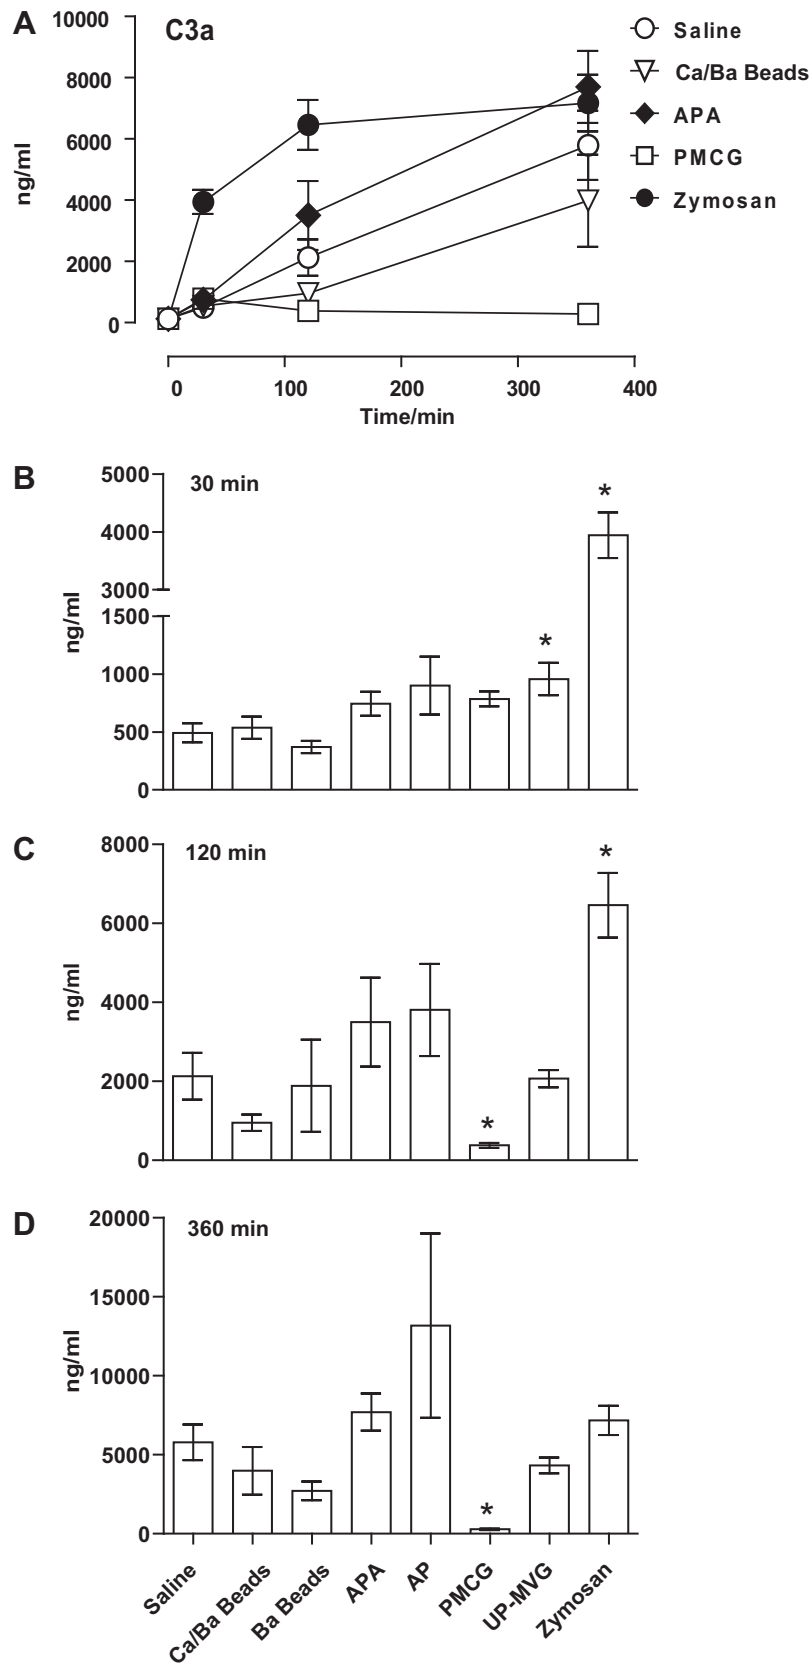 A
C3a
10000
8000
6000
4000
2000
0
ng/ml
0 100 200 300 400
Time/min
Saline
Ca/Ba Beads
APA
PMCG
Zymosan
B
30 min
5000
4000
3000
1500
1000
500
0
ng/ml
*
*
C
120 min
8000
6000
4000
2000
0
ng/ml
*
*
D
360 min
20000
15000
10000
5000
0
ng/ml
*
Saline
Ca/Ba Beads
Ba Beads
APA
AP
PMCG
UP-MVG
Zymosan